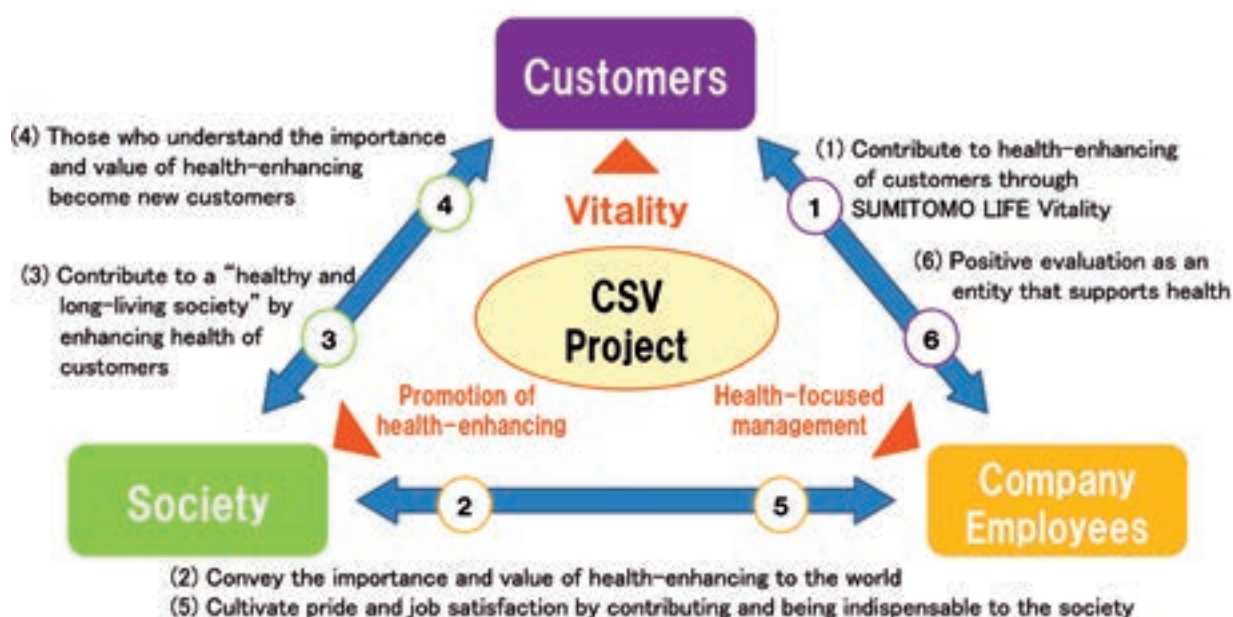 Customers
(4) Those who understand the importance
and value of health-enhancing
become new customers
4
(1) Contribute to health-enhancing
of customers through
SUMITOMO LIFE Vitality
1
Vitality
(3) Contribute to a “healthy and
long-living society” by
enhancing health of
customers
3
CSV
Project
(6) Positive evaluation as an
entity that supports health
6
Promotion of
health-enhancing
Health-focused
management
Society
2
5
Company
Employees
(2) Convey the importance and value of health-enhancing to the world
(5) Cultivate pride and job satisfaction by contributing and being indispensable to the society